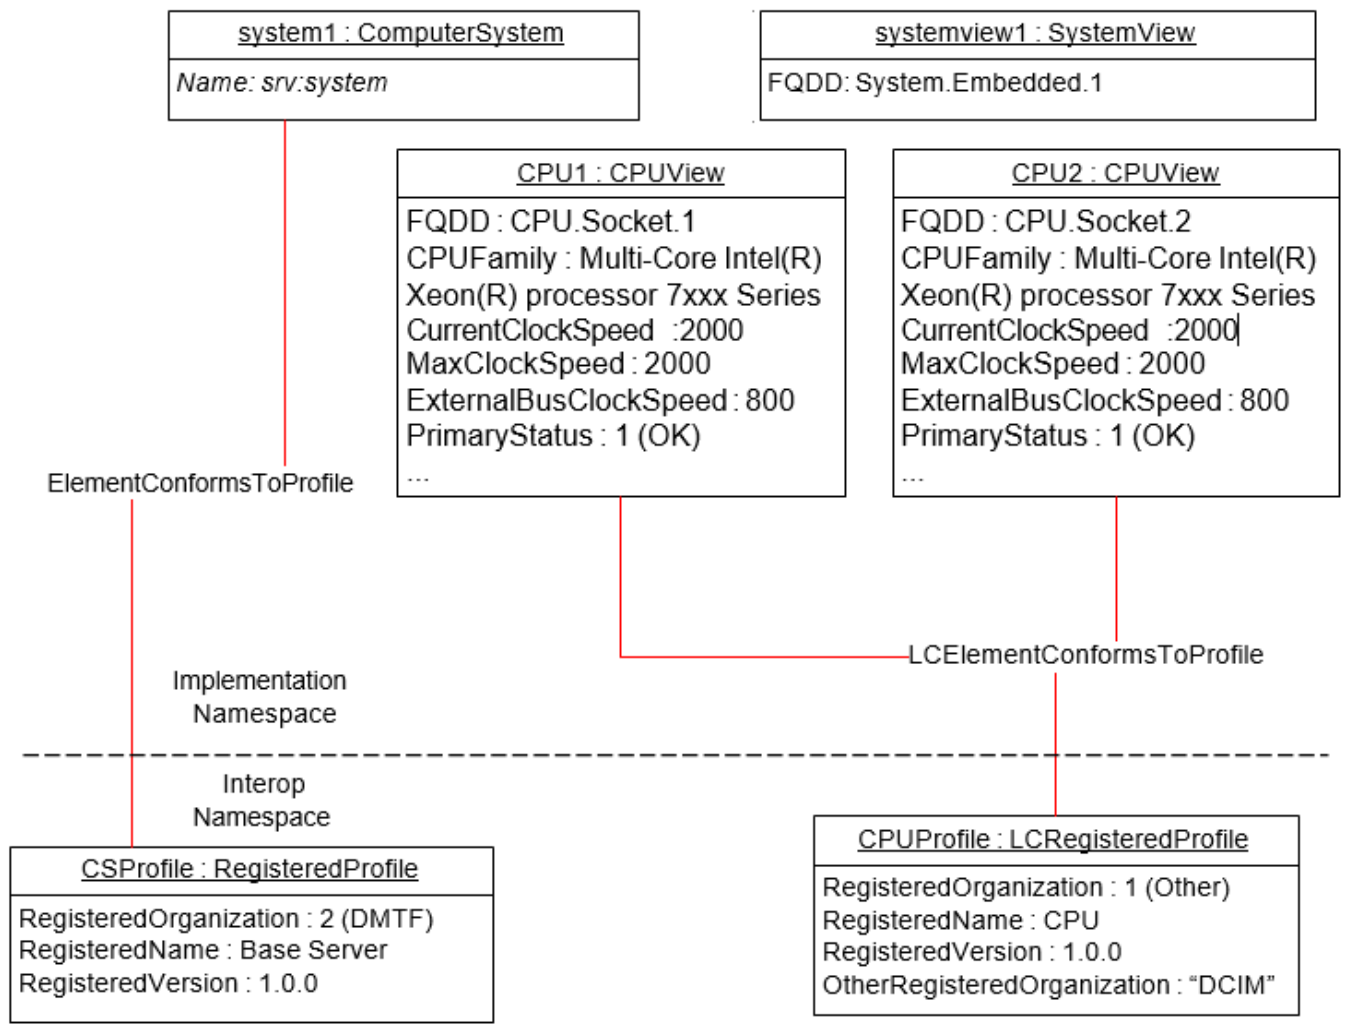 system1 : ComputerSystem
Name: srv:system
systemview1 : SystemView
FQDD: System.Embedded.1
CPU1 : CPUView
FQDD : CPU.Socket.1
CPUFamily : Multi-Core Intel(R)
Xeon(R) processor 7xxx Series
CurrentClockSpeed :2000
MaxClockSpeed : 2000
ExternalBusClockSpeed : 800
PrimaryStatus : 1 (OK)
...
CPU2 : CPUView
FQDD : CPU.Socket.2
CPUFamily : Multi-Core Intel(R)
Xeon(R) processor 7xxx Series
CurrentClockSpeed :2000
MaxClockSpeed : 2000
ExternalBusClockSpeed : 800
PrimaryStatus : 1 (OK)
...
ElementConformsToProfile
LCElementConformsToProfile
Implementation
Namespace
Interop
Namespace
CSProfile : RegisteredProfile
RegisteredOrganization : 2 (DMTF)
RegisteredName : Base Server
RegisteredVersion : 1.0.0
CPUProfile : LCRegisteredProfile
RegisteredOrganization : 1 (Other)
RegisteredName : CPU
RegisteredVersion : 1.0.0
OtherRegisteredOrganization : “DCIM”